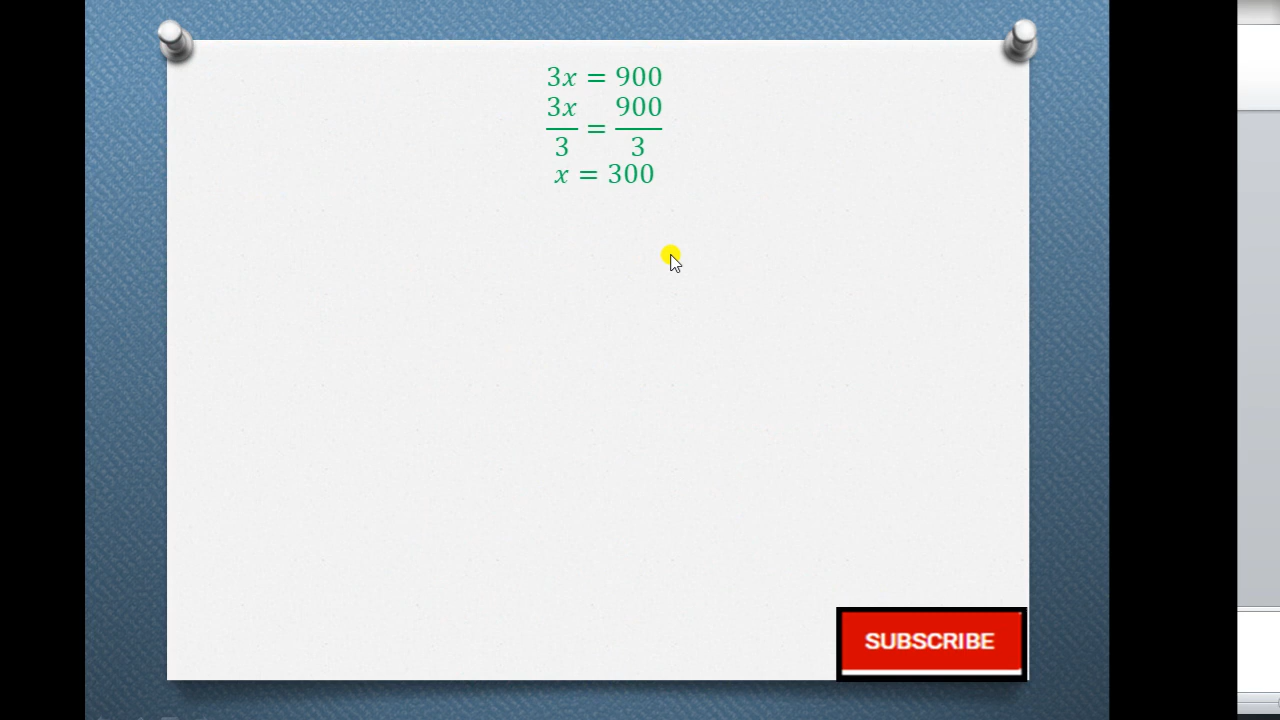 3x = 900
3x/3 = 900/3
x = 300
SUBSCRIBE